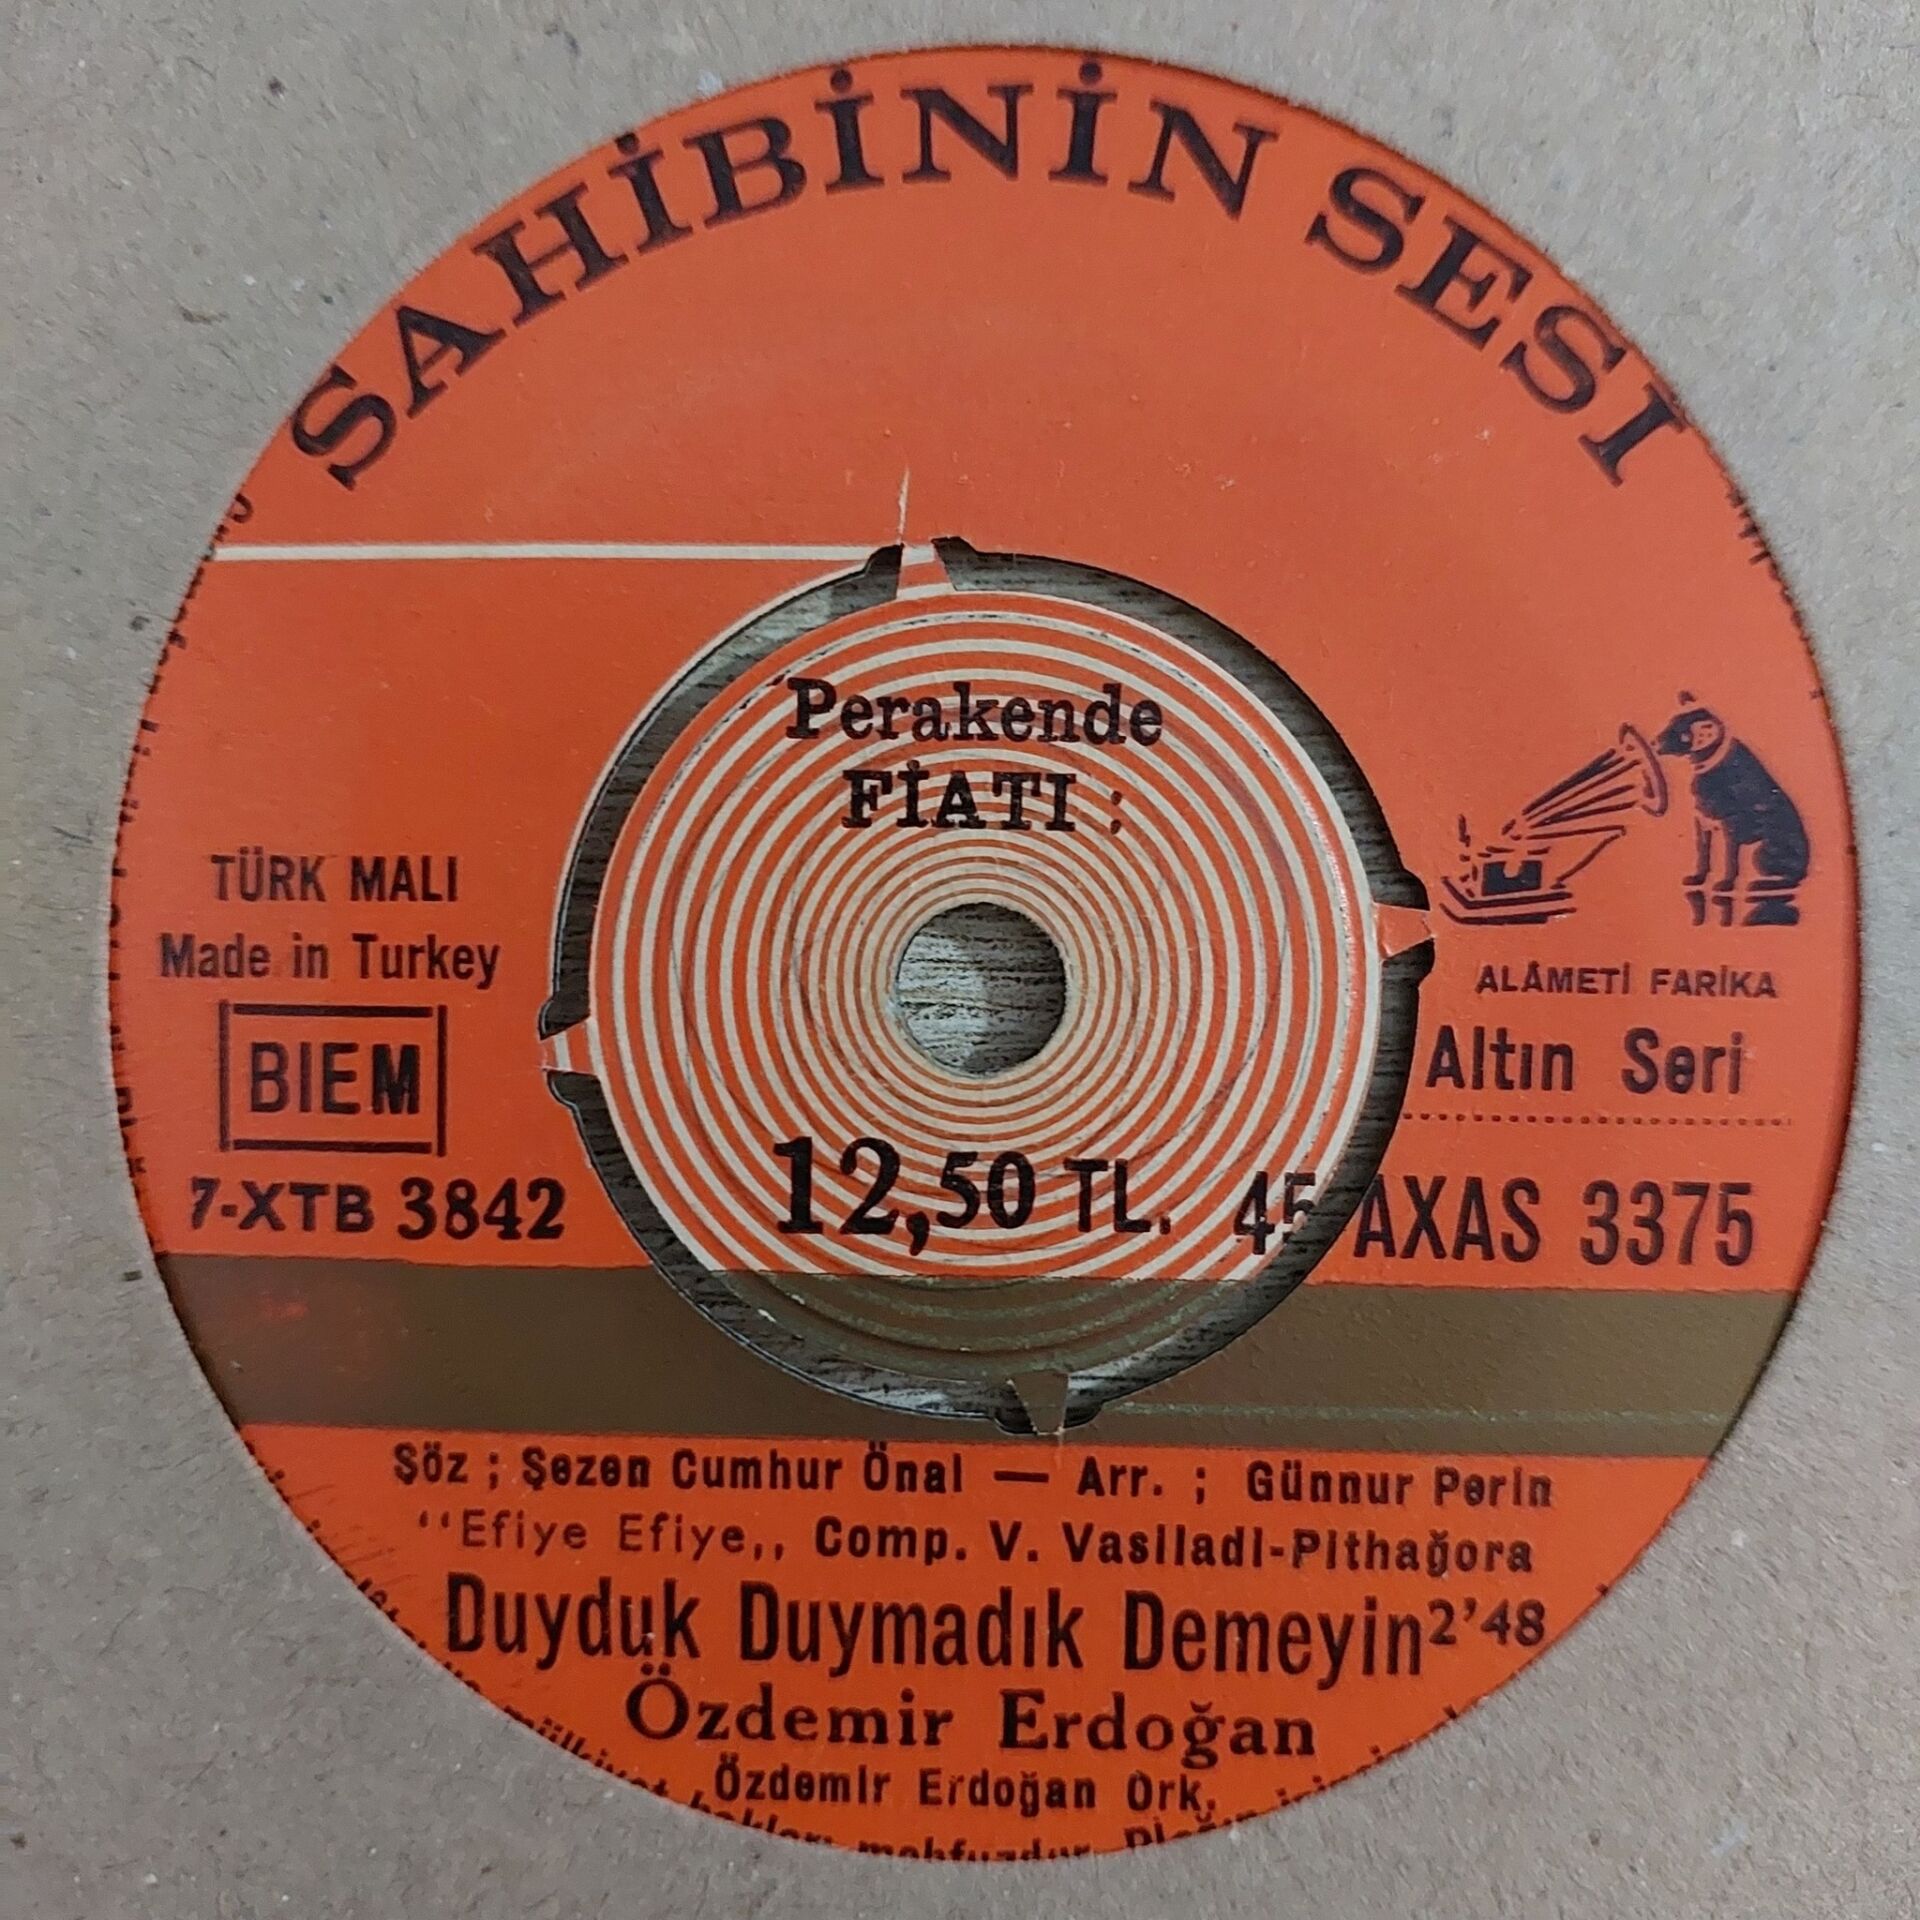 SAHİBİNİN SESI
Perakende
FİATI :
TÜRK MALI
Made in Turkey
BIEM
7-XTB 3842
12,50 TL.
ALÂMETİ FARİKA
Altın Seri
45 AXAS 3375
Söz ; Şezen Cumhur Önal — Arr. ; Günnur Perin
“Efiye Efiye,, Comp. V. Vasiladi-Pithağora
Duyduk Duymadık Demeyin 2’48
Özdemir Erdoğan
Özdemir Erdoğan Ork.
mahfuzdur